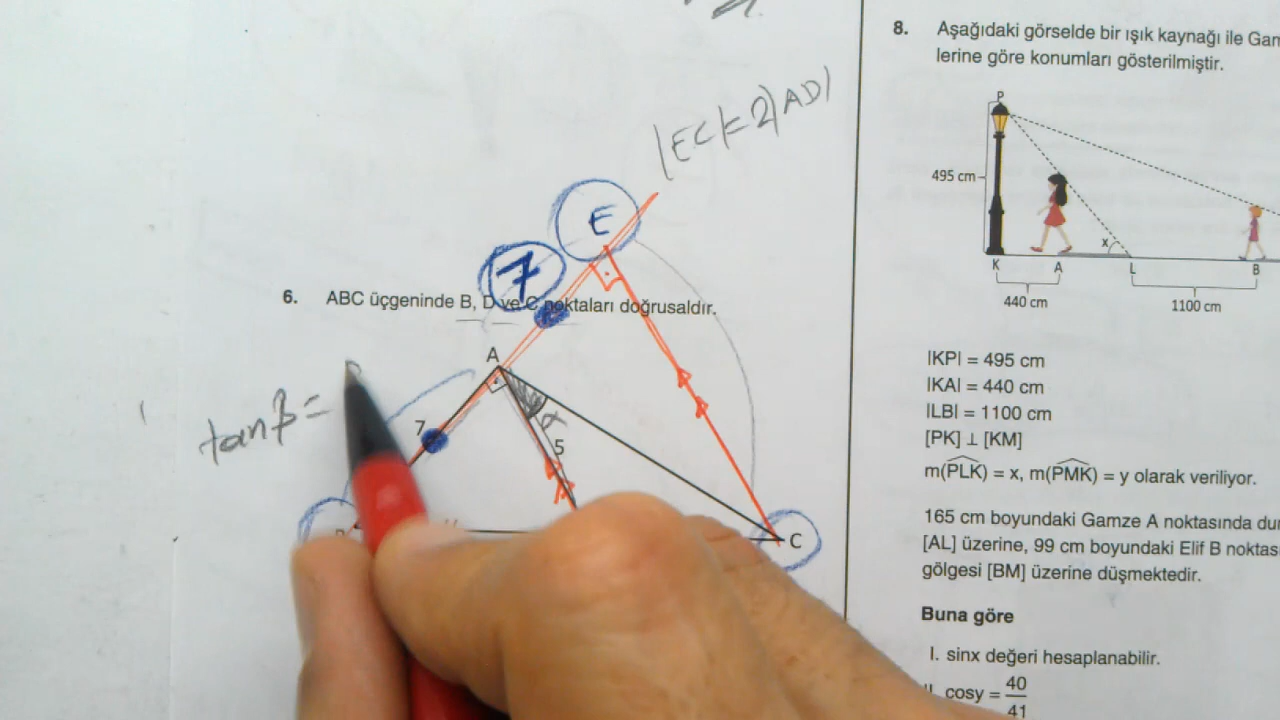 |EC|=2|AD|
E
7
6. ABC üçgeninde B, D ve C noktaları doğrusaldır.
A
tanβ=
7
α
5
C
8. Aşağıdaki görselde bir ışık kaynağı ile
lerine göre konumları gösterilmiştir.
P
495 cm
x
K A L B
440 cm
1100 cm
|KP| = 495 cm
|KA| = 440 cm
|LB| = 1100 cm
[PK] ⊥ [KM]
m(PLK) = x, m(PMK) = y olarak veriliyor.
165 cm boyundaki Gamze A noktasında
[AL] üzerine, 99 cm boyundaki Elif B
gölgesi [BM] üzerine düşmektedir.
Buna göre
I. sinx değeri hesaplanabilir.
cosy = 40/41